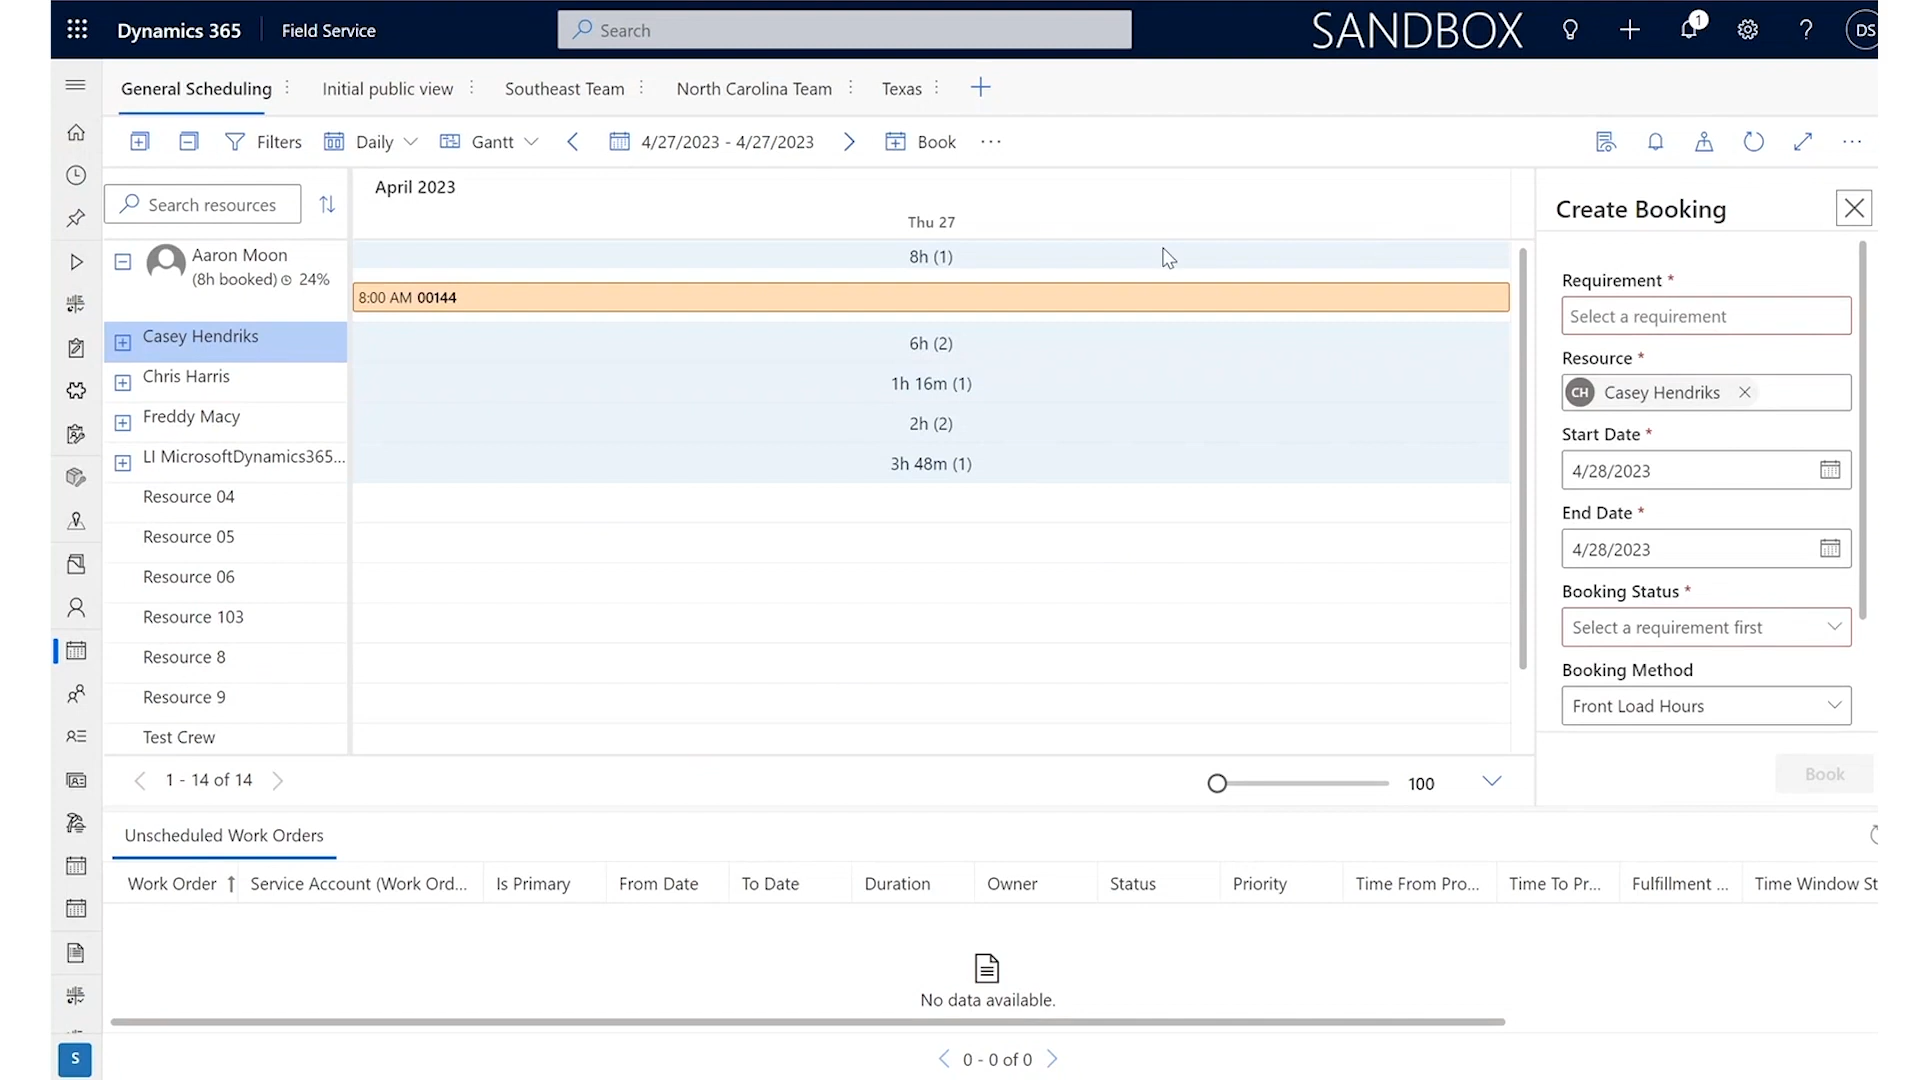 Dynamics 365
Field Service
Search
SANDBOX
1
?
DS
General Scheduling
Initial public view
Southeast Team
North Carolina Team
Texas
Filters
Daily
Gantt
4/27/2023 - 4/27/2023
Book
Search resources
April 2023
Thu 27
Aaron Moon
(8h booked) 24%
8h (1)
8:00 AM 00144
Casey Hendriks
6h (2)
Chris Harris
1h 16m (1)
Freddy Macy
2h (2)
LI MicrosoftDynamics365...
3h 48m (1)
Resource 04
Resource 05
Resource 06
Resource 103
Resource 8
Resource 9
Test Crew
1 - 14 of 14
100
Create Booking
Requirement *
Select a requirement
Resource *
CH Casey Hendriks
Start Date *
4/28/2023
End Date *
4/28/2023
Booking Status *
Select a requirement first
Booking Method
Front Load Hours
Book
Unscheduled Work Orders
Work Order Service Account (Work Ord... Is Primary From Date To Date Duration Owner Status Priority Time From Pro... Time To Pr... Fulfillment ... Time Window St
No data available.
0 - 0 of 0
S